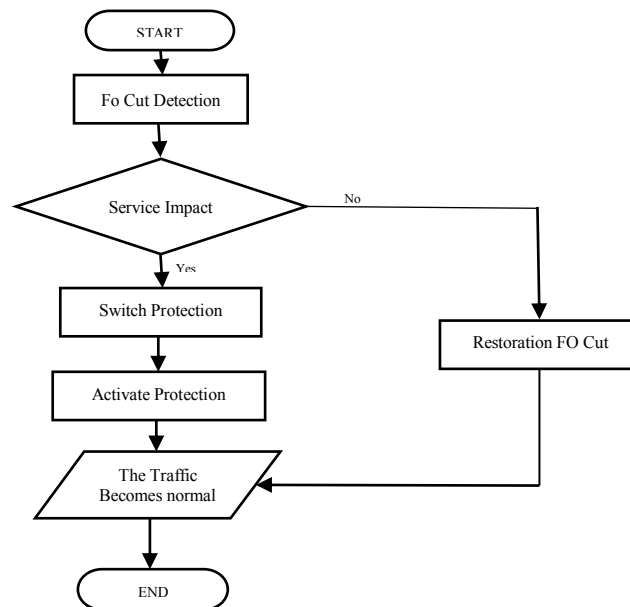 START
Fo Cut Detection
Service Impact
No
Yes
Switch Protection
Restoration FO Cut
Activate Protection
The Traffic
Becomes normal
END